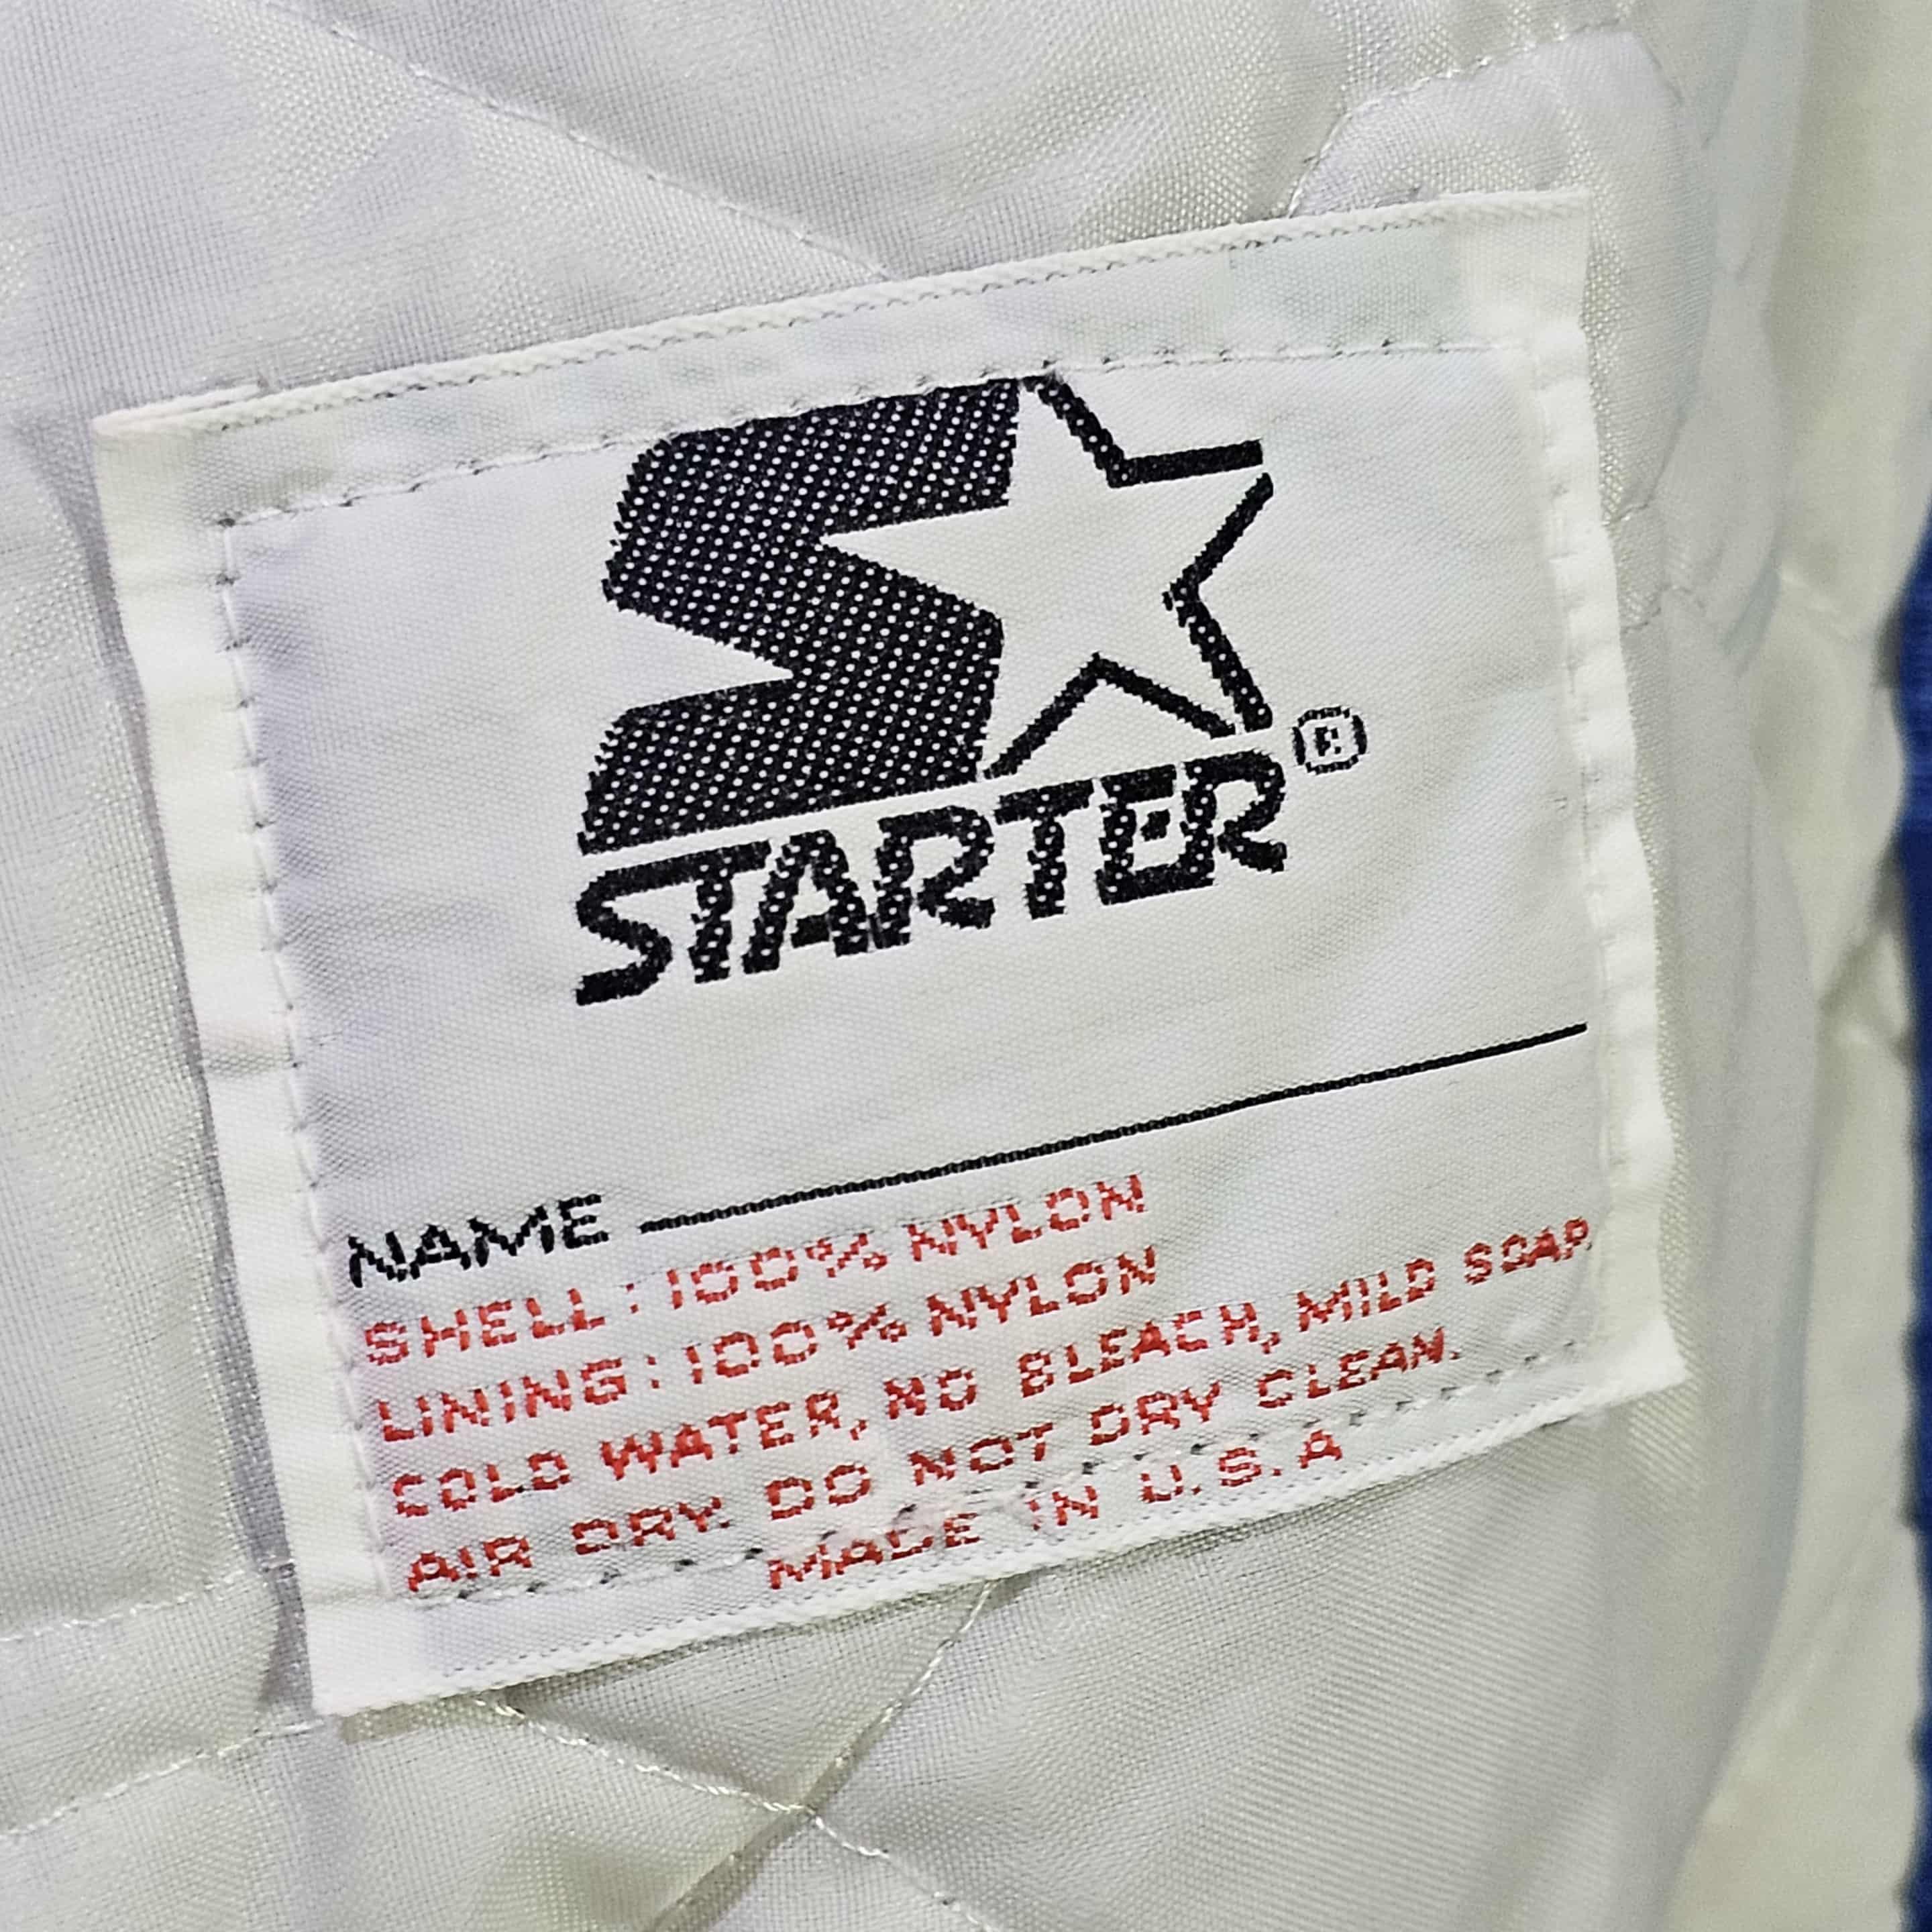 STARTER®
NAME
SHELL: 100% NYLON
LINING: 100% NYLON
COLD WATER, NO BLEACH, MILD SOAP,
AIR DRY. DO NOT DRY CLEAN.
MADE IN U.S.A